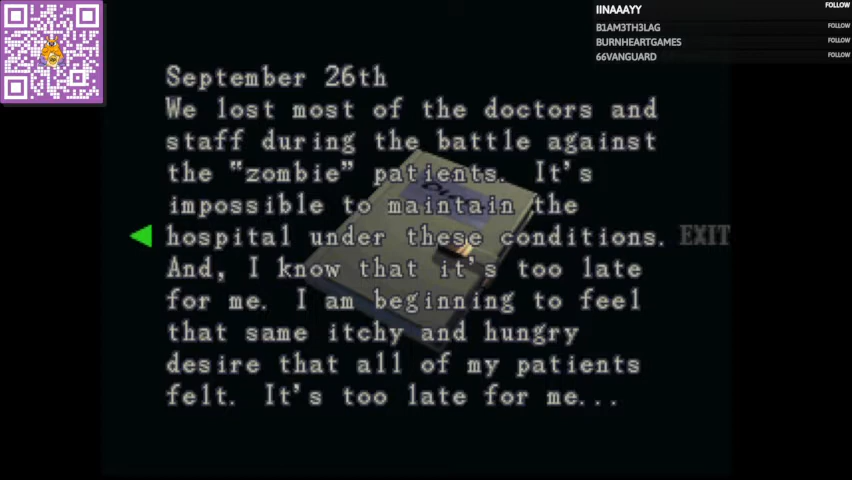 IINAAAYY FOLLOW
B1AM3TH3LAG FOLLOW
BURNHEARTGAMES FOLLOW
66VANGUARD FOLLOW
September 26th
We lost most of the doctors and
staff during the battle against
the "zombie" patients. It's
impossible to maintain the
hospital under these conditions. EXIT
And, I know that it's too late
for me. I am beginning to feel
that same itchy and hungry
desire that all of my patients
felt. It's too late for me...